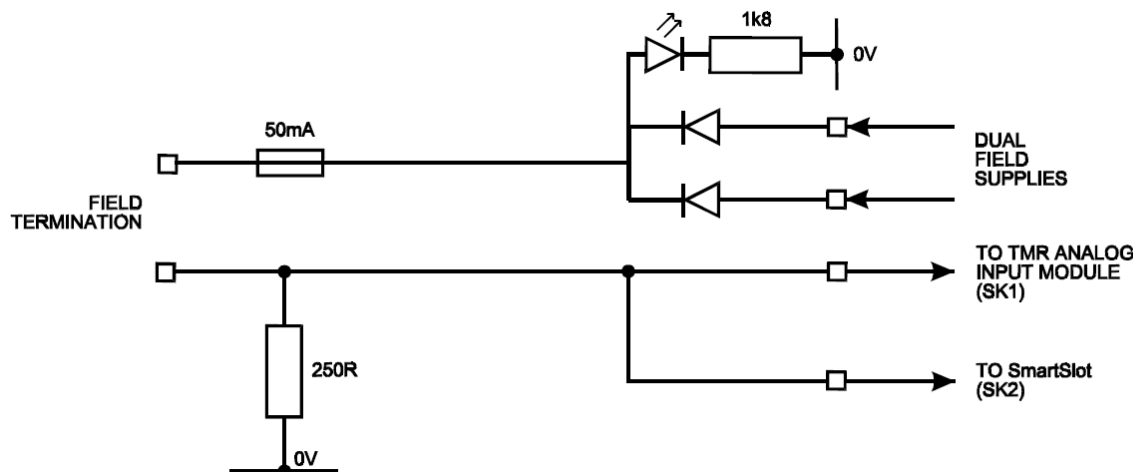 1k8
0V
50mA
DUAL
FIELD
SUPPLIES
FIELD
TERMINATION
TO TMR ANALOG
INPUT MODULE
(SK1)
250R
TO SmartSlot
(SK2)
0V